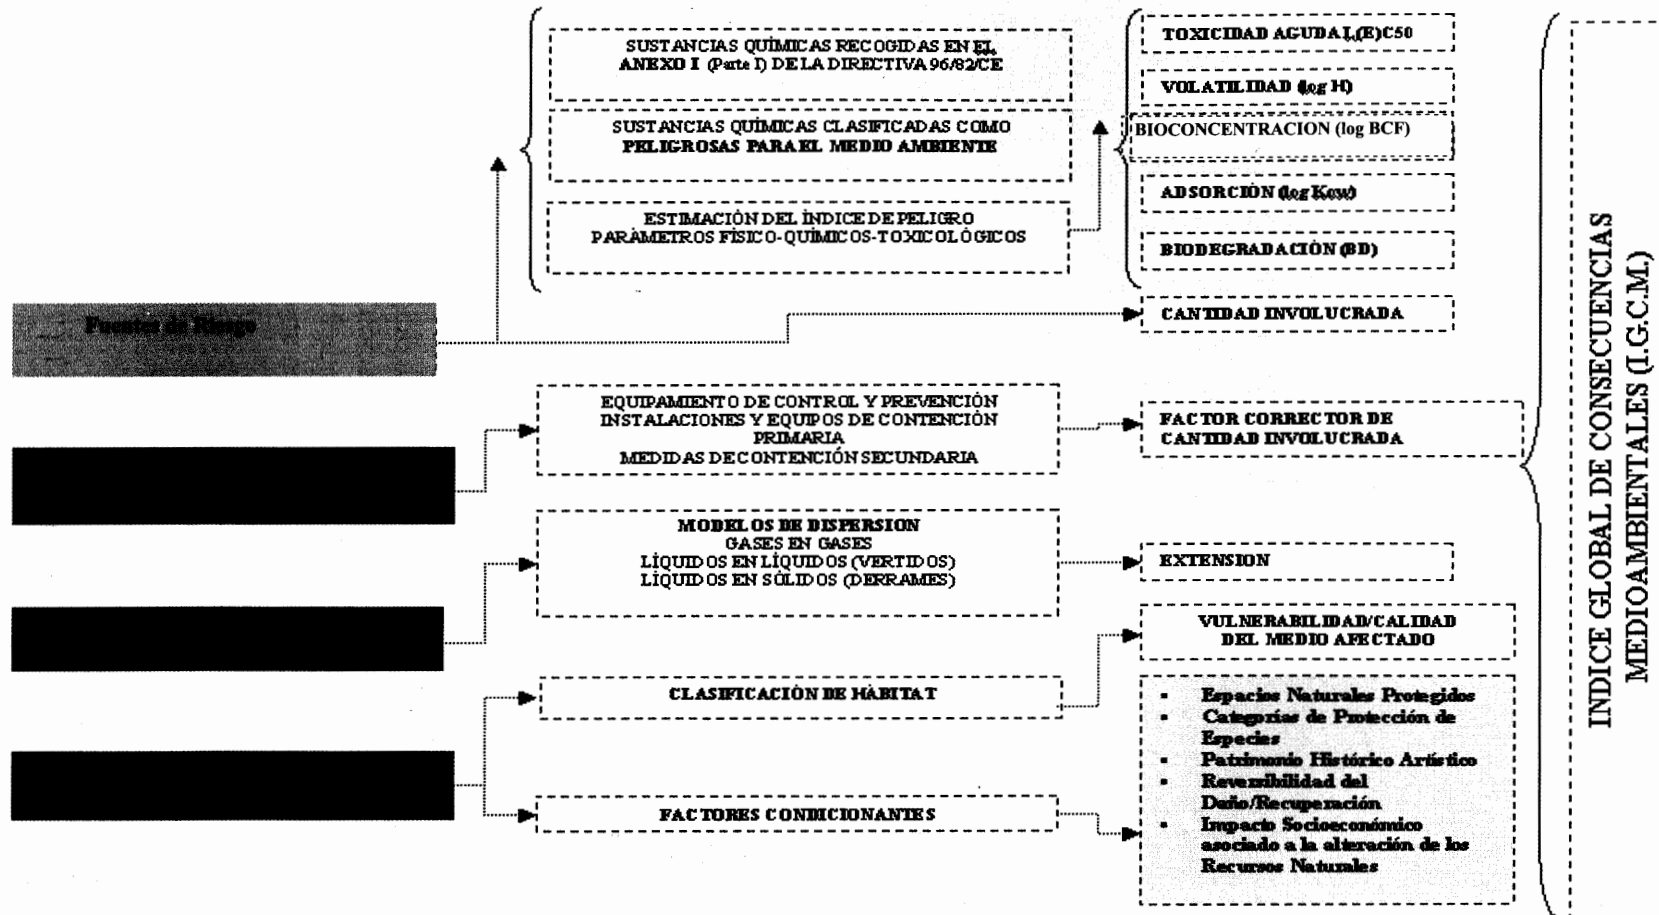 SUSTANCIAS QUÍMICAS RECOGIDAS EN EL
ANEXO I (Parte I) DE LA DIRECTIVA 96/82/CE
SUSTANCIAS QUÍMICAS CLASIFICADAS COMO
PELIGROSAS PARA EL MEDIO AMBIENTE
ESTIMACIÓN DEL ÍNDICE DE PELIGRO
PARÁMETROS FÍSICO-QUÍMICOS-TOXICOLÓGICOS
TOXICIDAD AGUDA L(E)C50
VOLATILIDAD (log H)
BIOCONCENTRACION (log BCF)
ADSORCIÓN (log Kow)
BIODEGRADACIÓN (BD)
Fuentes de Riesgo
CANTIDAD INVOLUCRADA
EQUIPAMIENTO DE CONTROL Y PREVENCIÓN
INSTALACIONES Y EQUIPOS DE CONTENCIÓN
PRIMARIA
MEDIDAS DE CONTENCIÓN SECUNDARIA
FACTOR CORRECTOR DE
CANTIDAD INVOLUCRADA
MODELOS DE DISPERSION
GASES EN GASES
LÍQUIDOS EN LÍQUIDOS (VERTIDOS)
LÍQUIDOS EN SÓLIDOS (DERRAMES)
EXTENSION
CLASIFICACIÓN DE HÁBITAT
VULNERABILIDAD/CALIDAD
DEL MEDIO AFECTADO
FACTORES CONDICIONANTES
▪ Espacios Naturales Protegidos
▪ Categorías de Protección de
Especies
▪ Patrimonio Histórico Artístico
▪ Reversibilidad del
Daño/Recuperación
▪ Impacto Socioeconómico
asociado a la alteración de los
Recursos Naturales
INDICE GLOBAL DE CONSECUENCIAS
MEDIOAMBIENTALES (I.G.C.M.)